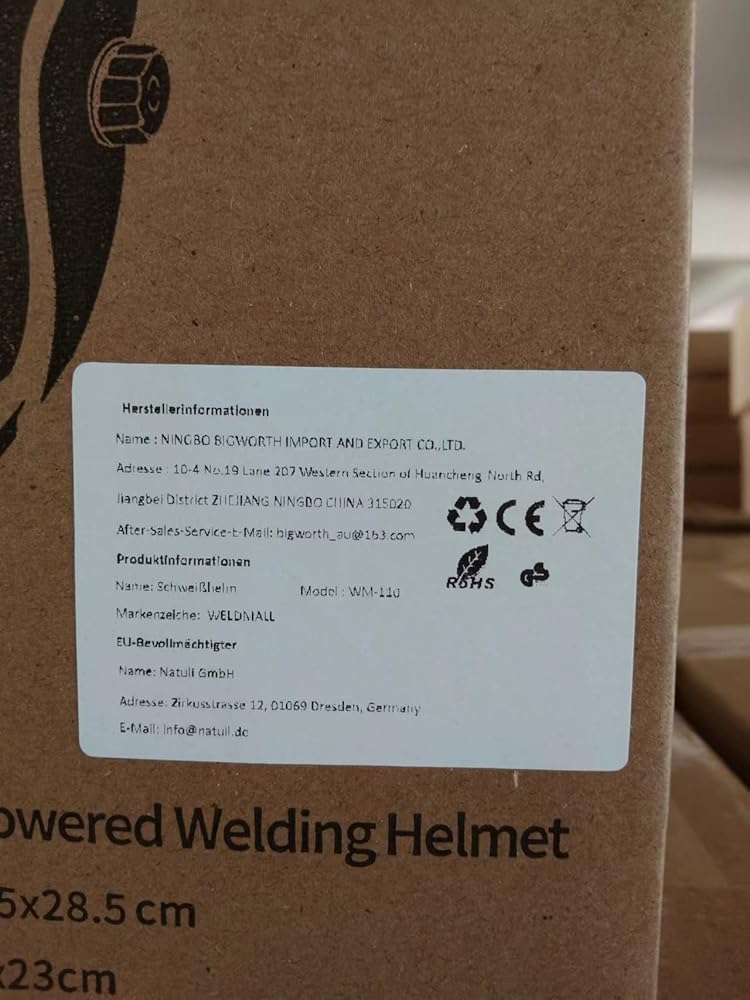 Herstellerinformationen
Name : NINGBO BIGWORTH IMPORT AND EXPORT CO.,LTD.
Adresse : 10-4 No.19 Lane 207 Western Section of Huancheng North Rd,
Jiangbei District ZHEJIANG NINGBO CHINA 315020
After-Sales-Service-E-Mail: bigworth_au@163.com
CE
Produktinformationen
RoHS
Name: Schweißhelm Model : WM-110
Markenzeiche: WELDMALL
EU-Bevollmächtigter
Name: Natuli GmbH
Adresse: Zirkusstrasse 12, 01069 Dresden, Germany
E-Mail: info@natuli.de
owered Welding Helmet
5x28.5 cm
x23cm